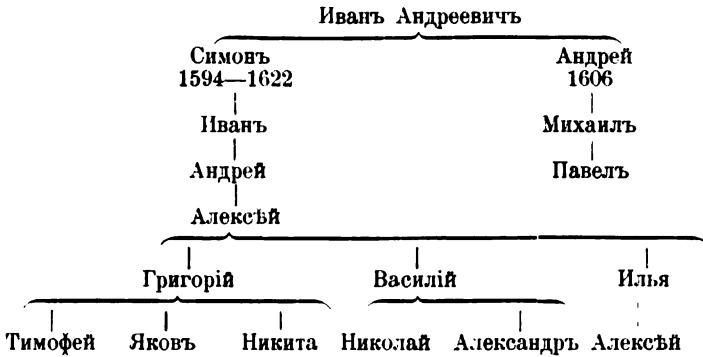 Иванъ Андреевичъ
Симонъ Андрей
1594—1622 1606
Иванъ Михаилъ
Андрей Павелъ
Алексѣй
Григорій Василій Илья
Тимофей Яковъ Никита Николай Александръ Алексѣй